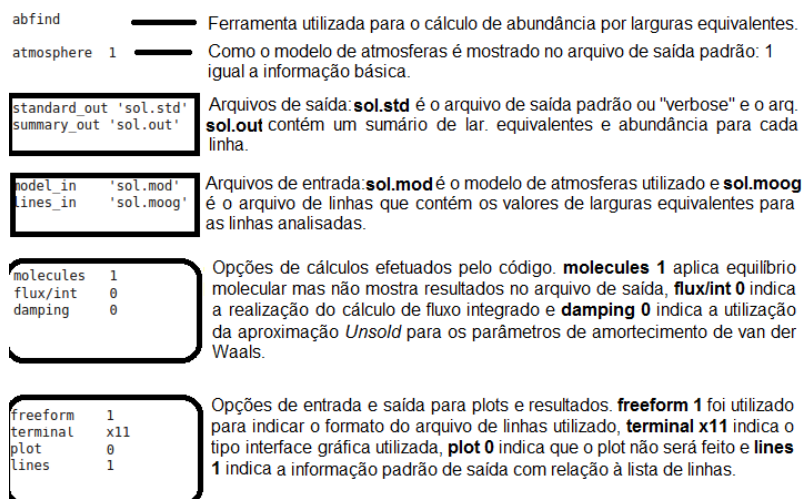 abfind
Ferramenta utilizada para o cálculo de abundância por larguras equivalentes.
atmosphere 1
Como o modelo de atmosferas é mostrado no arquivo de saída padrão: 1
igual a informação básica.
standard_out 'sol.std'
summary_out 'sol.out'
Arquivos de saída:sol.std é o arquivo de saída padrão ou "verbose" e o arq.
sol.out contém um sumário de lar. equivalentes e abundância para cada
linha.
model_in 'sol.mod'
lines_in 'sol.moog'
Arquivos de entrada:sol.mod é o modelo de atmosferas utilizado e sol.moog
é o arquivo de linhas que contém os valores de larguras equivalentes para
as linhas analisadas.
molecules 1
flux/int 0
damping 0
Opções de cálculos efetuados pelo código. molecules 1 aplica equilíbrio
molecular mas não mostra resultados no arquivo de saída, flux/int 0 indica
a realização do cálculo de fluxo integrado e damping 0 indica a utilização
da aproximação Unsold para os parâmetros de amortecimento de van der
Waals.
freeform 1
terminal x11
plot 0
lines 1
Opções de entrada e saída para plots e resultados. freeform 1 foi utilizado
para indicar o formato do arquivo de linhas utilizado, terminal x11 indica o
tipo interface gráfica utilizada, plot 0 indica que o plot não será feito e lines
1 indica a informação padrão de saída com relação à lista de linhas.